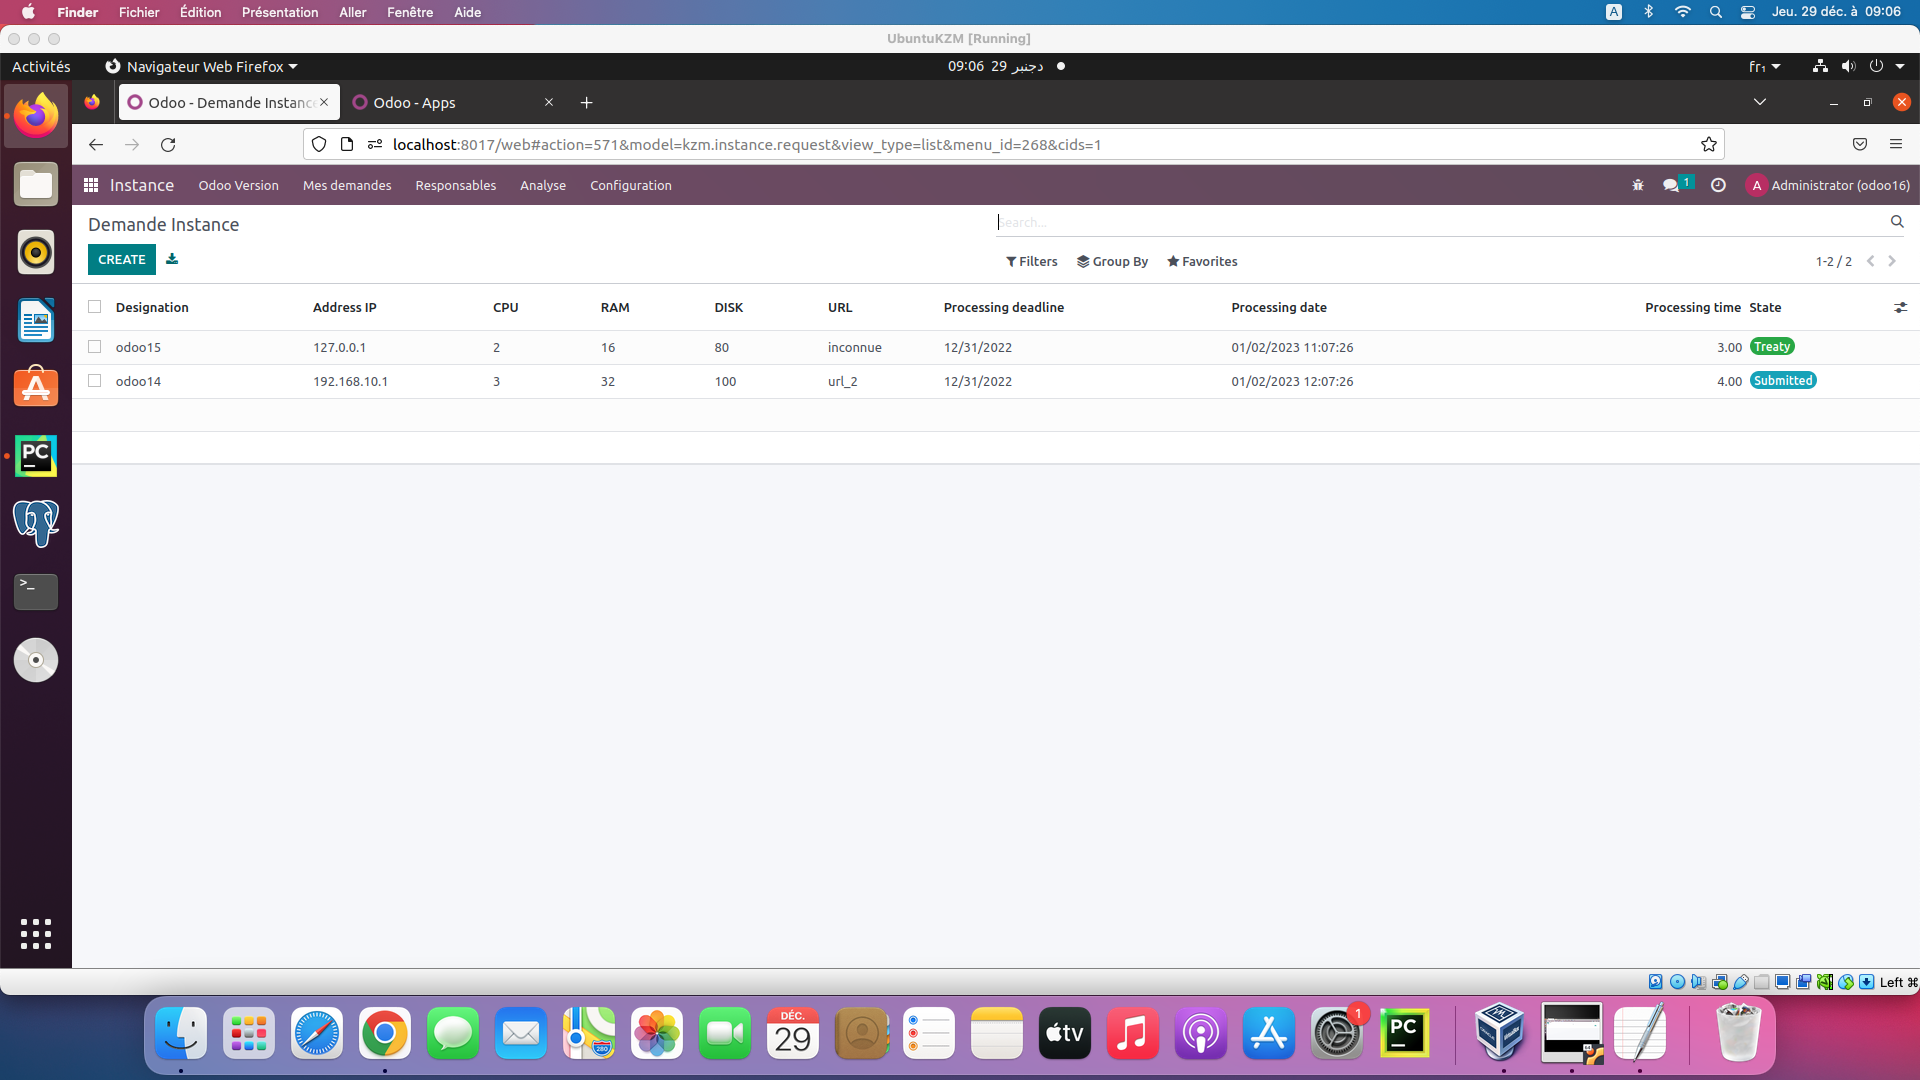 Finder Fichier Édition Présentation Aller Fenêtre Aide A Jeu. 29 déc. à 09:06
UbuntuKZM [Running]
Activités Navigateur Web Firefox 09:06 29 دجنبر fr₁
Odoo - Demande Instance Odoo - Apps
localhost:8017/web#action=571&model=kzm.instance.request&view_type=list&menu_id=268&cids=1
Instance Odoo Version Mes demandes Responsables Analyse Configuration 1 A Administrator (odoo16)
Demande Instance Search...
CREATE Filters Group By Favorites 1-2 / 2
Designation Address IP CPU RAM DISK URL Processing deadline Processing date Processing time State
odoo15 127.0.0.1 2 16 80 inconnue 12/31/2022 01/02/2023 11:07:26 3.00 Treaty
odoo14 192.168.10.1 3 32 100 url_2 12/31/2022 01/02/2023 12:07:26 4.00 Submitted
PC
>_
Left ⌘
DÉC.
29
280
tv
1
PC